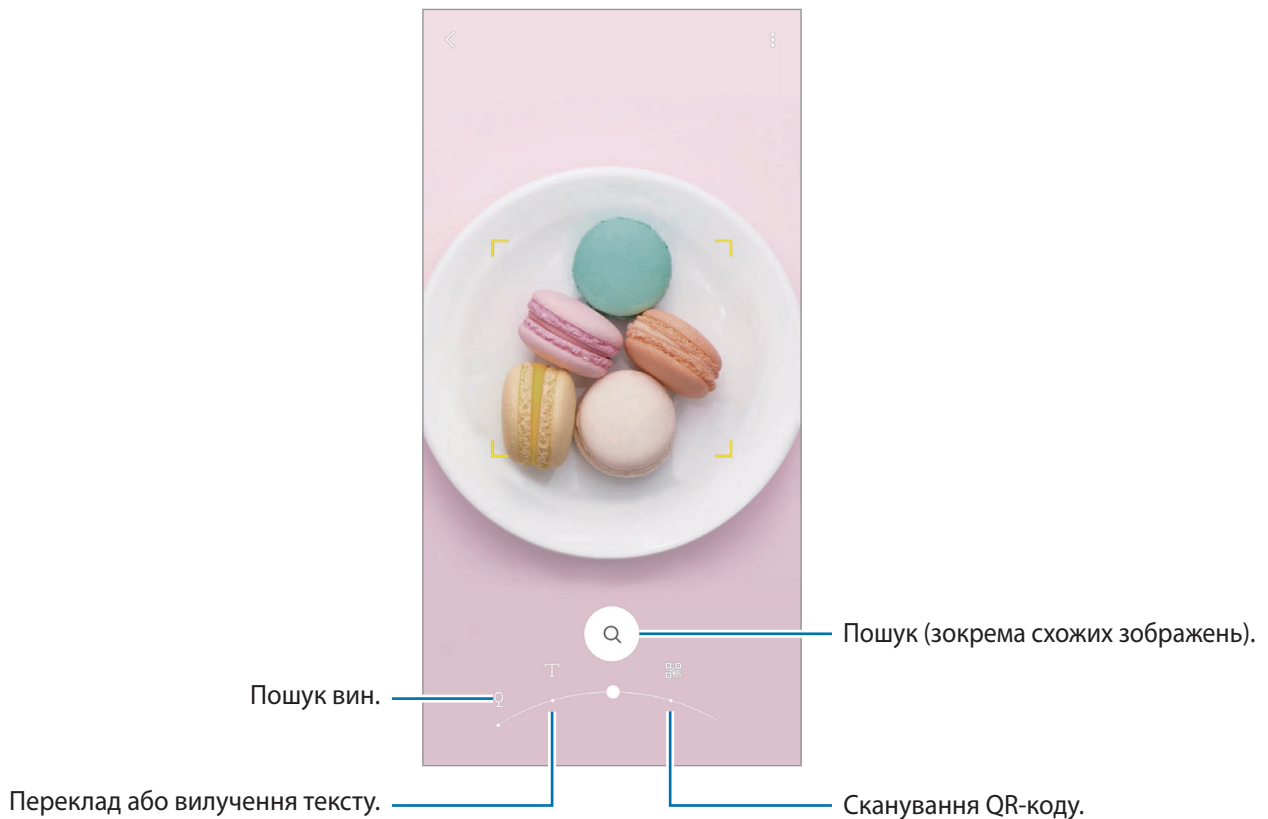 Пошук (зокрема схожих зображень).
Пошук вин.
Переклад або вилучення тексту.
Сканування QR-коду.